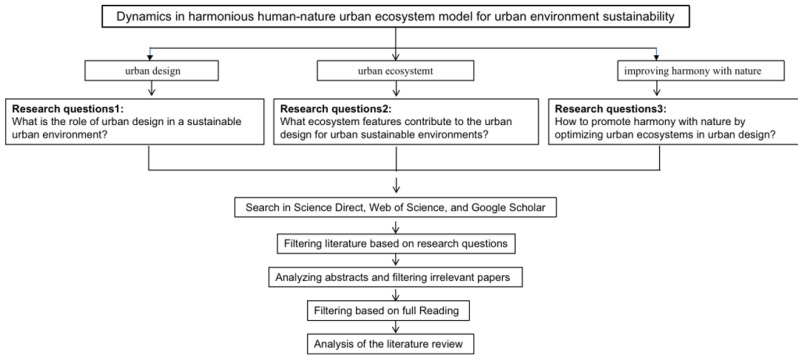 Dynamics in harmonious human-nature urban ecosystem model for urban environment sustainability
urban design
urban ecosystemt
improving harmony with nature
Research questions1:
What is the role of urban design in a sustainable
urban environment?
Research questions2:
What ecosystem features contribute to the urban
design for urban sustainable environments?
Research questions3:
How to promote harmony with nature by
optimizing urban ecosystems in urban design?
Search in Science Direct, Web of Science, and Google Scholar
Filtering literature based on research questions
Analyzing abstracts and filtering irrelevant papers
Filtering based on full Reading
Analysis of the literature review